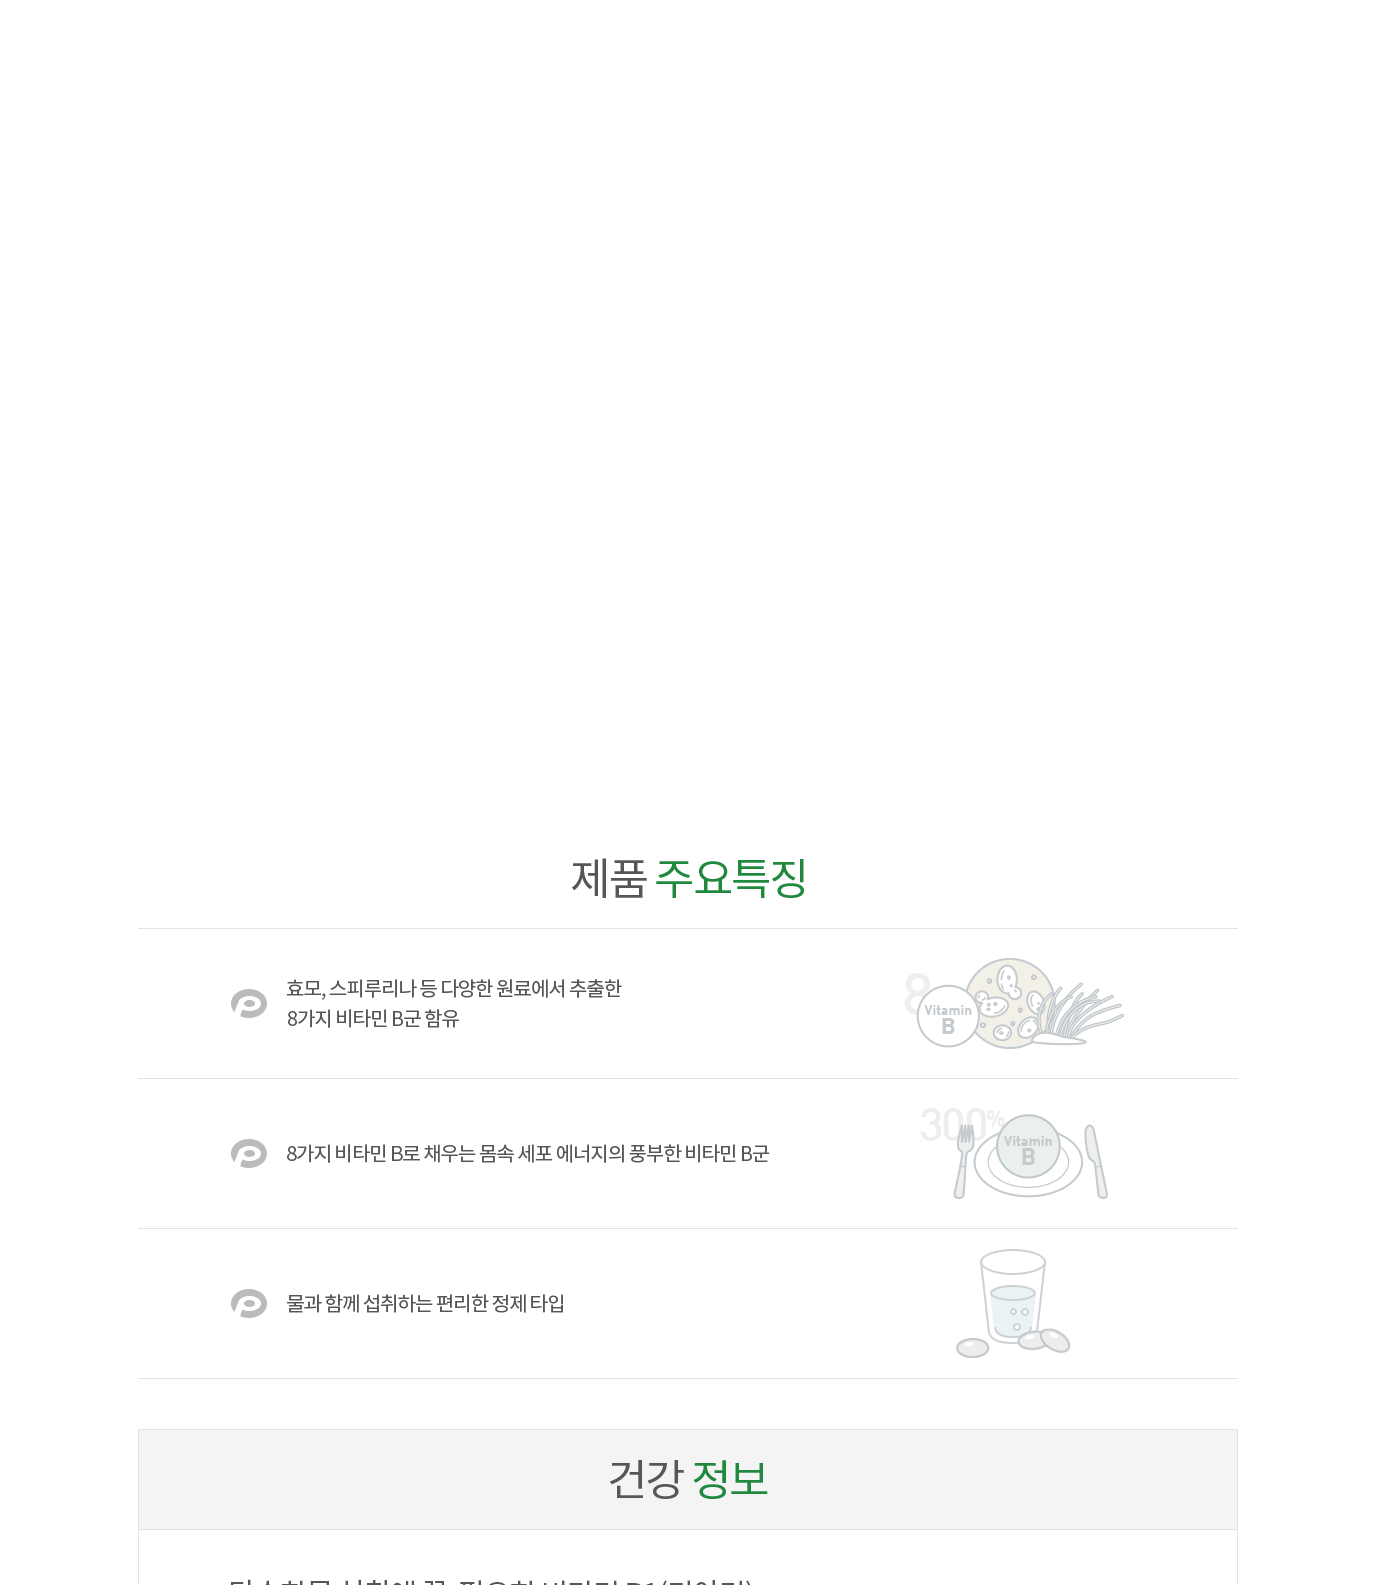 제품 주요특징
효모, 스피루리나 등 다양한 원료에서 추출한
8가지 비타민 B군 함유
8
Vitamin
B
8가지 비타민 B로 채우는 몸속 세포 에너지의 풍부한 비타민 B군
300%
Vitamin
B
물과 함께 섭취하는 편리한 정제 타입
건강 정보